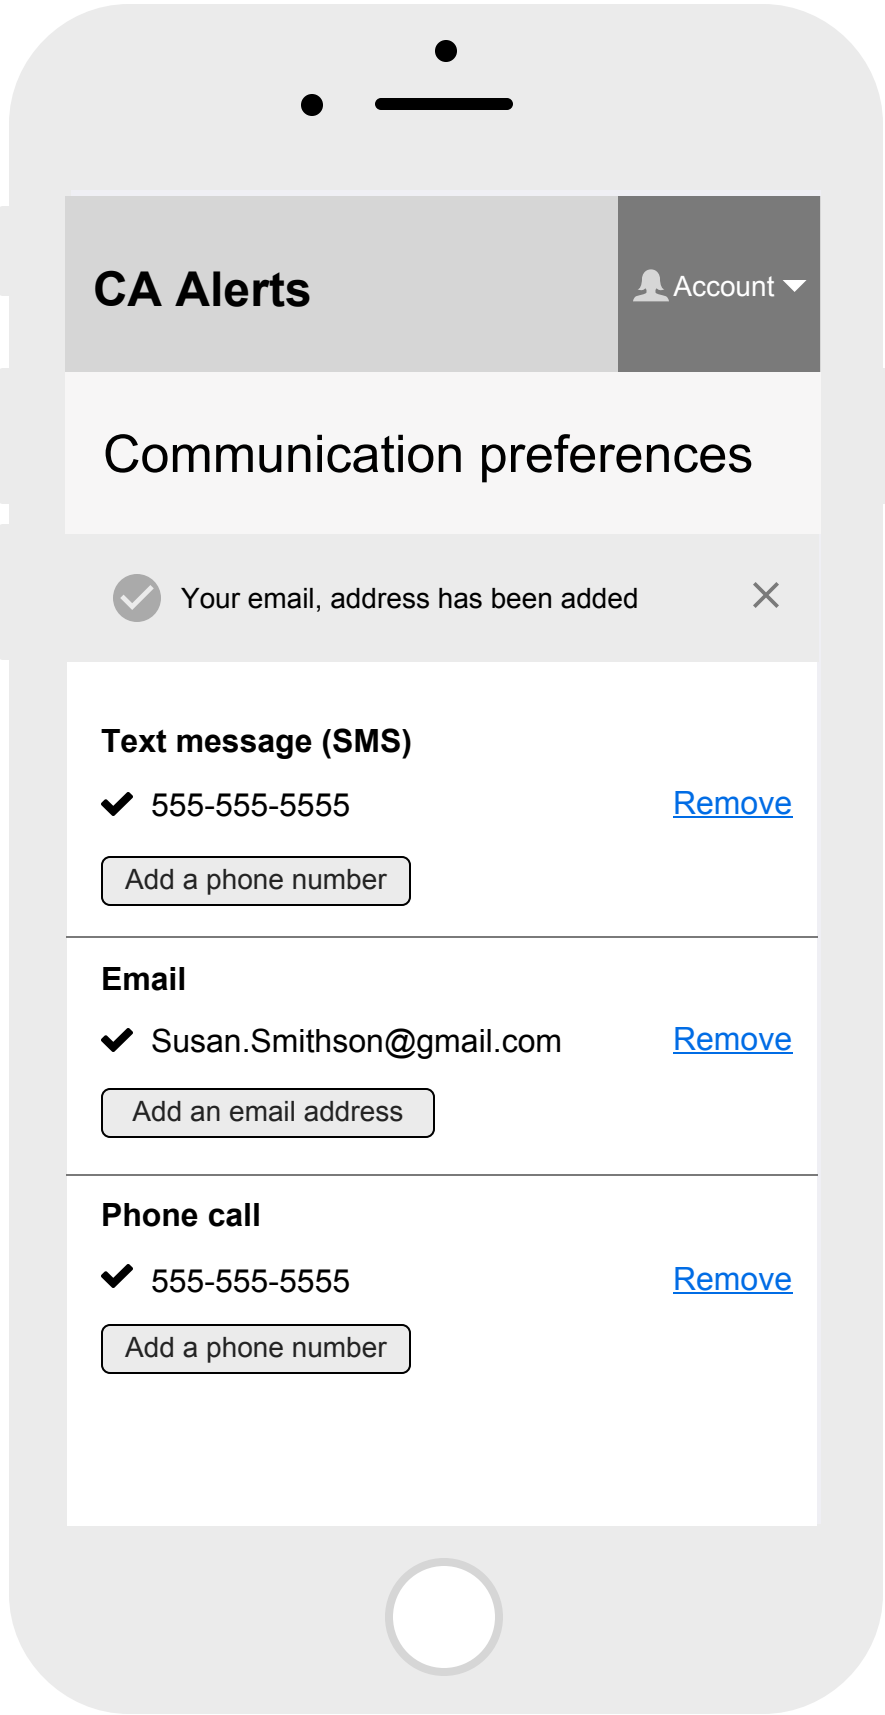 CA Alerts
Account
Communication preferences
Your email, address has been added
Text message (SMS)
555-555-5555 Remove
Add a phone number
Email
Susan.Smithson@gmail.com Remove
Add an email address
Phone call
555-555-5555 Remove
Add a phone number